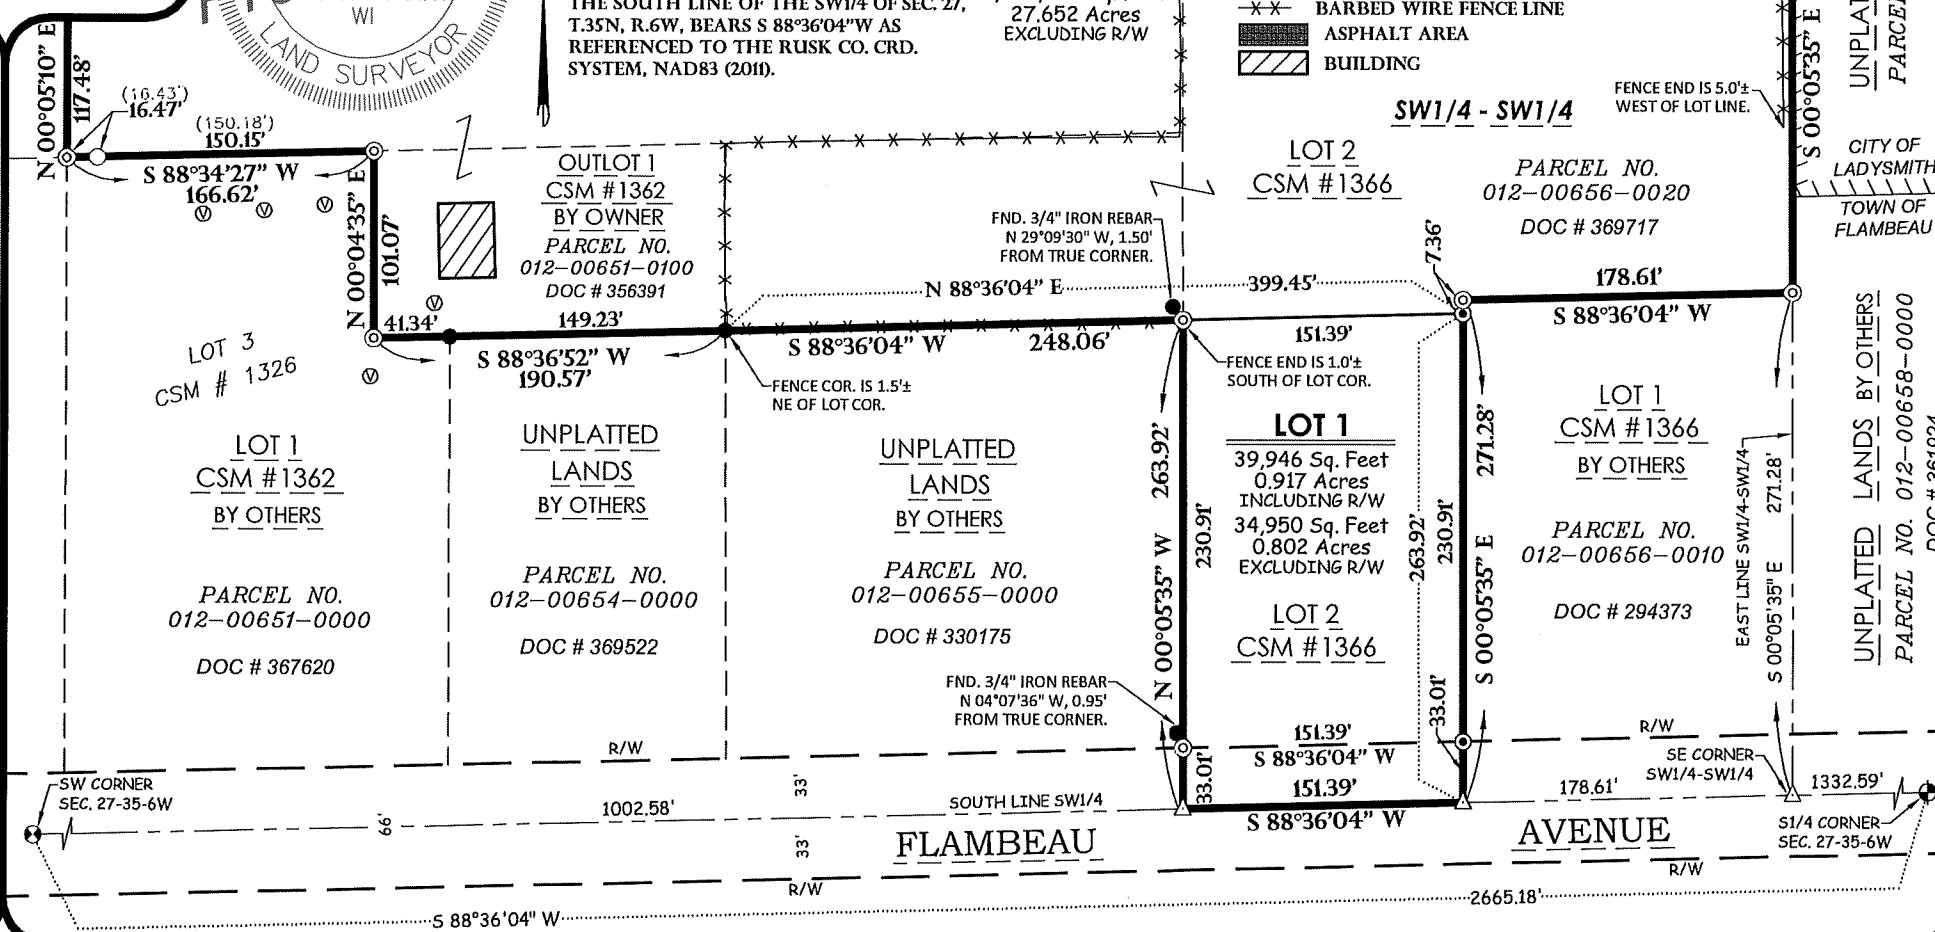 WI
LAND SURVEYOR
THE SOUTH LINE OF THE SW1/4 OF SEC. 27,
T.35N, R.6W, BEARS S 88°36'04"W AS
REFERENCED TO THE RUSK CO. CRD.
SYSTEM, NAD83 (2011).
27.652 Acres
EXCLUDING R/W
BARBED WIRE FENCE LINE
ASPHALT AREA
BUILDING
N 00°05'10" E
117.48'
(16.43')
16.47'
(150.18')
150.15'
S 88°34'27" W
166.62'
N 00°04'35" E
101.07'
V
V
V
V
V
OUTLOT 1
CSM #1362
BY OWNER
PARCEL NO.
012-00651-0100
DOC # 356391
SW1/4 - SW1/4
LOT 2
CSM #1366
PARCEL NO.
012-00656-0020
DOC # 369717
FENCE END IS 5.0'±
WEST OF LOT LINE.
S 00°05'35" E
CITY OF
LADYSMITH
TOWN OF
FLAMBEAU
FND. 3/4" IRON REBAR
N 29°09'30" W, 1.50'
FROM TRUE CORNER.
N 88°36'04" E
399.45'
7.36'
178.61'
S 88°36'04" W
41.34'
149.23'
S 88°36'52" W
190.57'
S 88°36'04" W
248.06'
151.39'
FENCE COR. IS 1.5'±
NE OF LOT COR.
FENCE END IS 1.0'±
SOUTH OF LOT COR.
LOT 3
CSM # 1326
LOT 1
CSM #1362
BY OTHERS
PARCEL NO.
012-00651-0000
DOC # 367620
UNPLATTED
LANDS
BY OTHERS
PARCEL NO.
012-00654-0000
DOC # 369522
UNPLATTED
LANDS
BY OTHERS
PARCEL NO.
012-00655-0000
DOC # 330175
FND. 3/4" IRON REBAR
N 04°07'36" W, 0.95'
FROM TRUE CORNER.
N 00°05'35" W
263.92'
230.91'
33.01'
LOT 1
39,946 Sq. Feet
0.917 Acres
INCLUDING R/W
34,950 Sq. Feet
0.802 Acres
EXCLUDING R/W
LOT 2
CSM #1366
151.39'
S 88°36'04" W
151.39'
S 88°36'04" W
263.92'
230.91'
33.01'
S 00°05'35" E
271.28'
LOT 1
CSM #1366
BY OTHERS
PARCEL NO.
012-00656-0010
DOC # 294373
EAST LINE SW1/4-SW1/4
S 00°05'35" E
271.28'
UNPLATTED LANDS BY OTHERS
PARCEL NO. 012-00658-0000
R/W
R/W
SW CORNER
SEC. 27-35-6W
66'
1002.58'
33'
33'
SOUTH LINE SW1/4
FLAMBEAU AVENUE
SE CORNER
SW1/4-SW1/4
178.61'
1332.59'
S1/4 CORNER
SEC. 27-35-6W
R/W
R/W
S 88°36'04" W
2665.18'